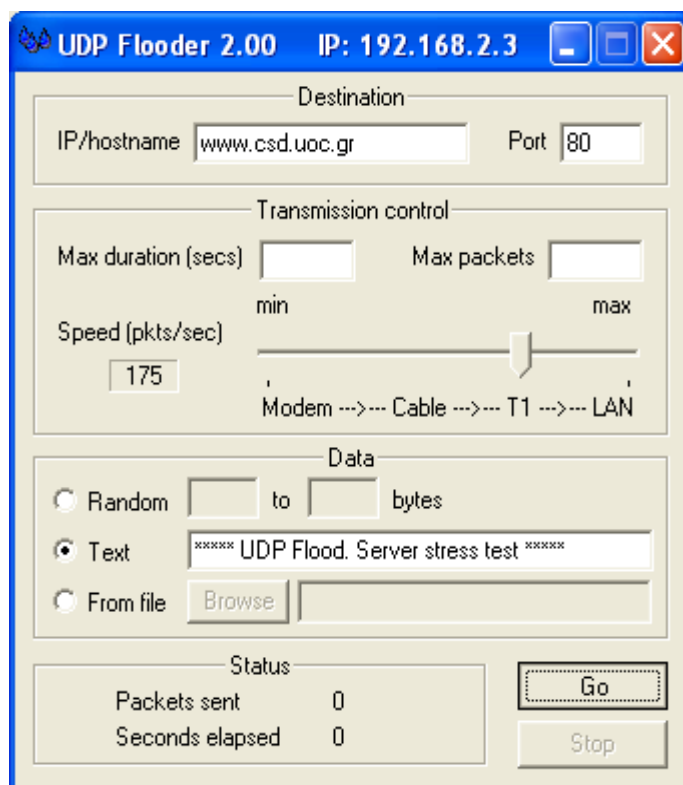 UDP Flooder 2.00 IP: 192.168.2.3
Destination
IP/hostname www.csd.uoc.gr Port 80
Transmission control
Max duration (secs) Max packets
min max
Speed (pkts/sec)
175
Modem --->--- Cable --->--- T1 --->--- LAN
Data
Random to bytes
Text ***** UDP Flood. Server stress test *****
From file Browse
Status
Packets sent 0
Seconds elapsed 0
Go
Stop